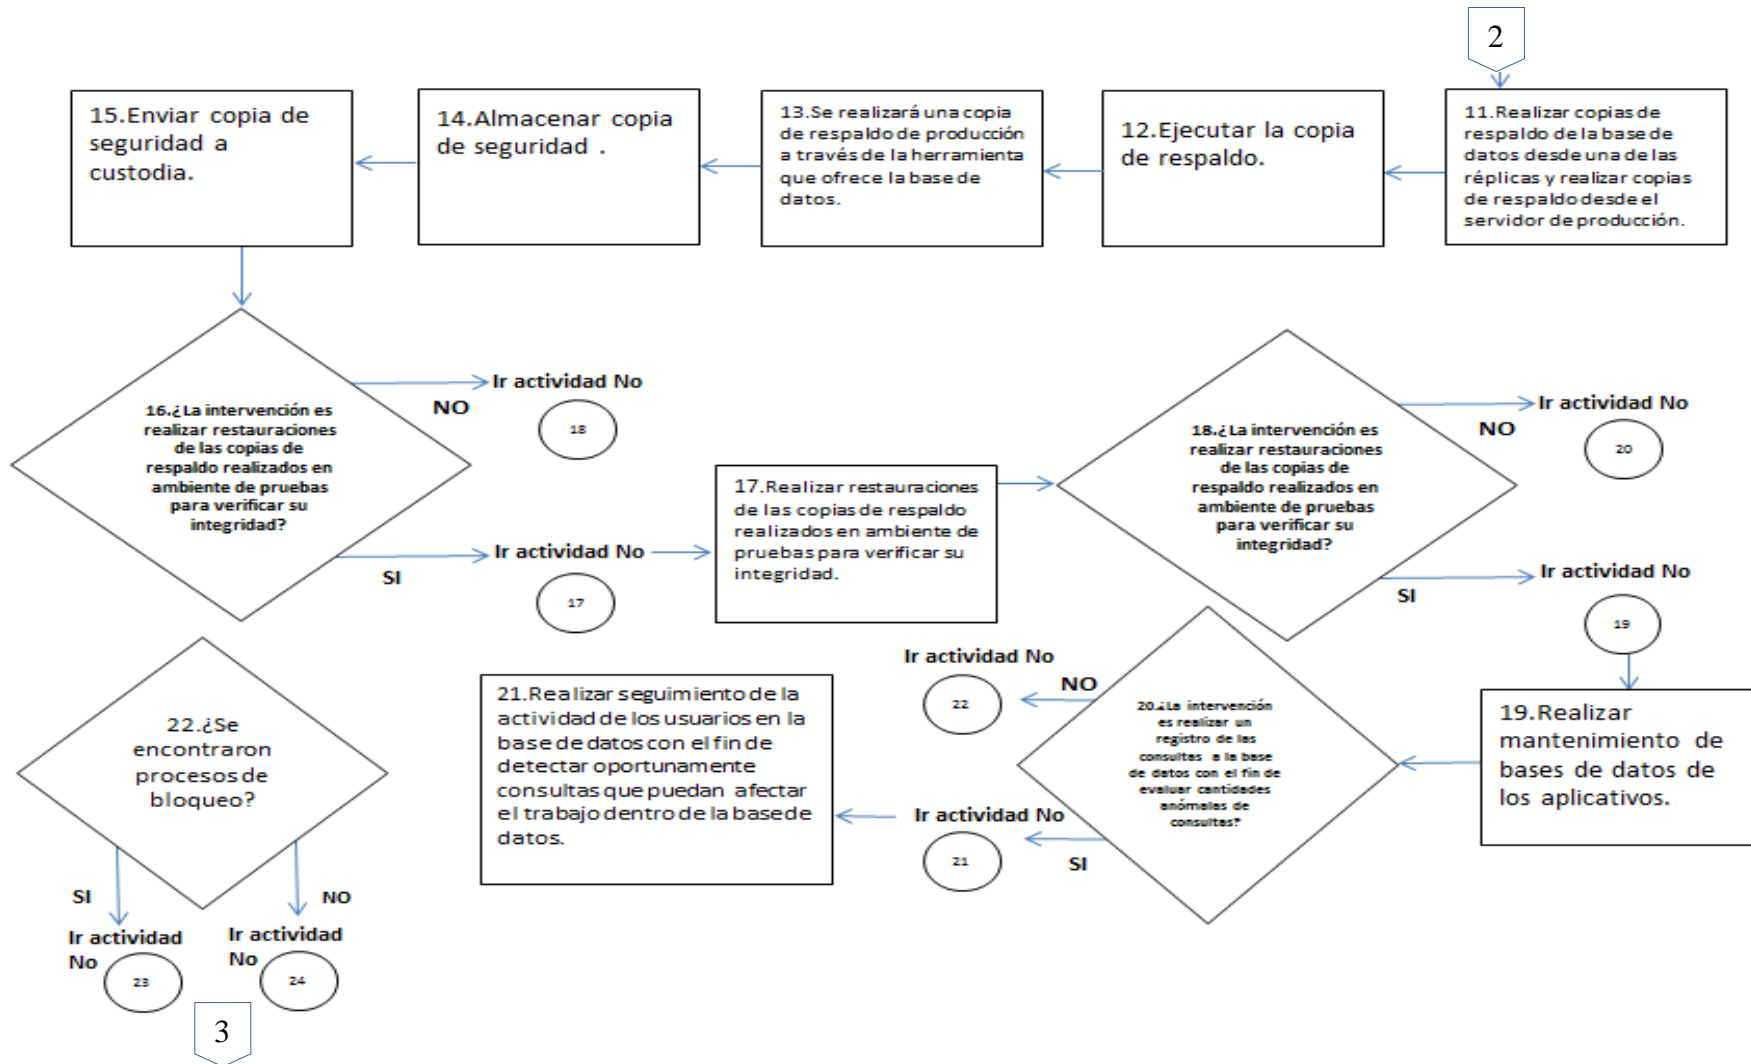 2
11.Realizar copias de
respaldo de la base de
datos desde una de las
réplicas y realizar copias
de respaldo desde el
servidor de producción.
12.Ejecutar la copia
de respaldo.
13.Se realizará una copia
de respaldo de producción
a través de la herramienta
que ofrece la base de
datos.
14.Almacenar copia
de seguridad .
15.Enviar copia de
seguridad a
custodia.
16.¿La intervención es
realizar restauraciones
de las copias de
respaldo realizados en
ambiente de pruebas
para verificar su
integridad?
NO
Ir actividad No
18
SI
Ir actividad No
17
17.Realizar restauraciones
de las copias de respaldo
realizados en ambiente de
pruebas para verificar su
integridad.
18.¿La intervención es
realizar restauraciones
de las copias de
respaldo realizados en
ambiente de pruebas
para verificar su
integridad?
NO
Ir actividad No
20
SI
Ir actividad No
19
19.Realizar
mantenimiento de
bases de datos de
los aplicativos.
20.¿La intervención
es realizar un
registro de las
consultas a la base
de datos con el fin de
evaluar cantidades
anómalas de
consultas?
NO
Ir actividad No
22
SI
Ir actividad No
21
21.Realizar seguimiento de la
actividad de los usuarios en la
base de datos con el fin de
detectar oportunamente
consultas que puedan afectar
el trabajo dentro de la base de
datos.
22.¿Se
encontraron
procesos de
bloqueo?
SI
Ir actividad
No
23
NO
Ir actividad
No
24
3